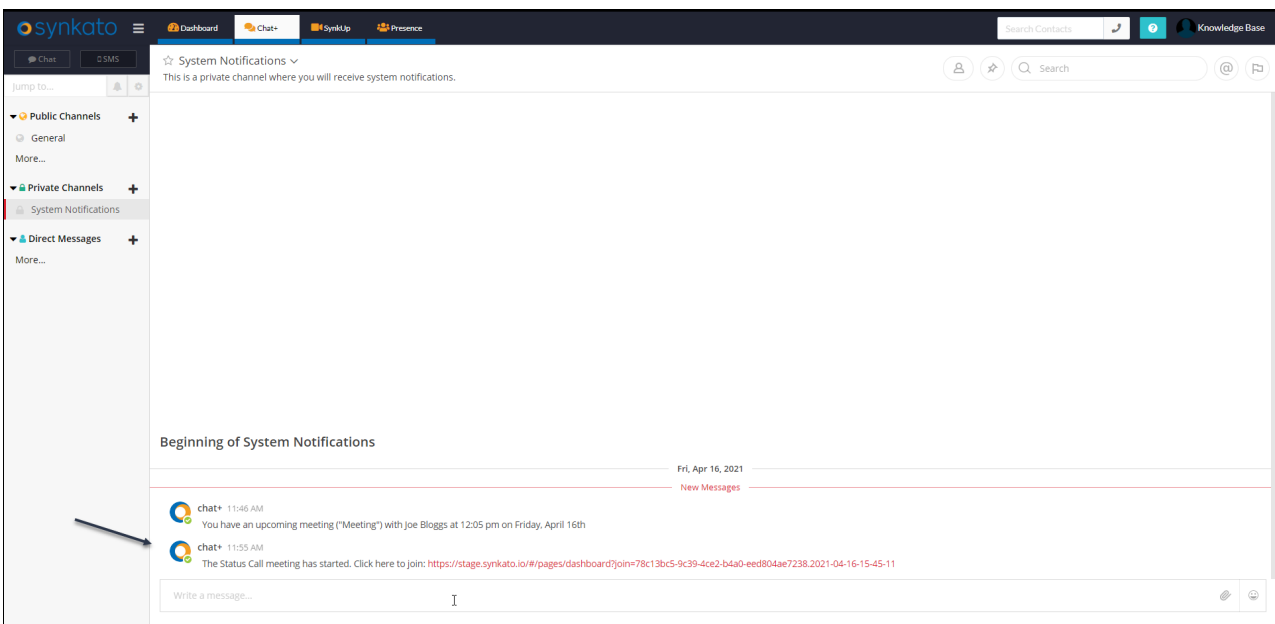 synkato
Dashboard
Chat+
SynkUp
Presence
Search Contacts
?
Knowledge Base
Chat
SMS
Jump to...
Public Channels
General
More...
Private Channels
System Notifications
Direct Messages
More...
System Notifications
This is a private channel where you will receive system notifications.
Search
@
Beginning of System Notifications
Fri, Apr 16, 2021
New Messages
chat+ 11:46 AM
You have an upcoming meeting ("Meeting") with Joe Bloggs at 12:05 pm on Friday, April 16th
chat+ 11:55 AM
The Status Call meeting has started. Click here to join: https://stage.synkato.io/#/pages/dashboard?join=78c13bc5-9c39-4ce2-b4a0-eed804ae7238.2021-04-16-15-45-11
Write a message...